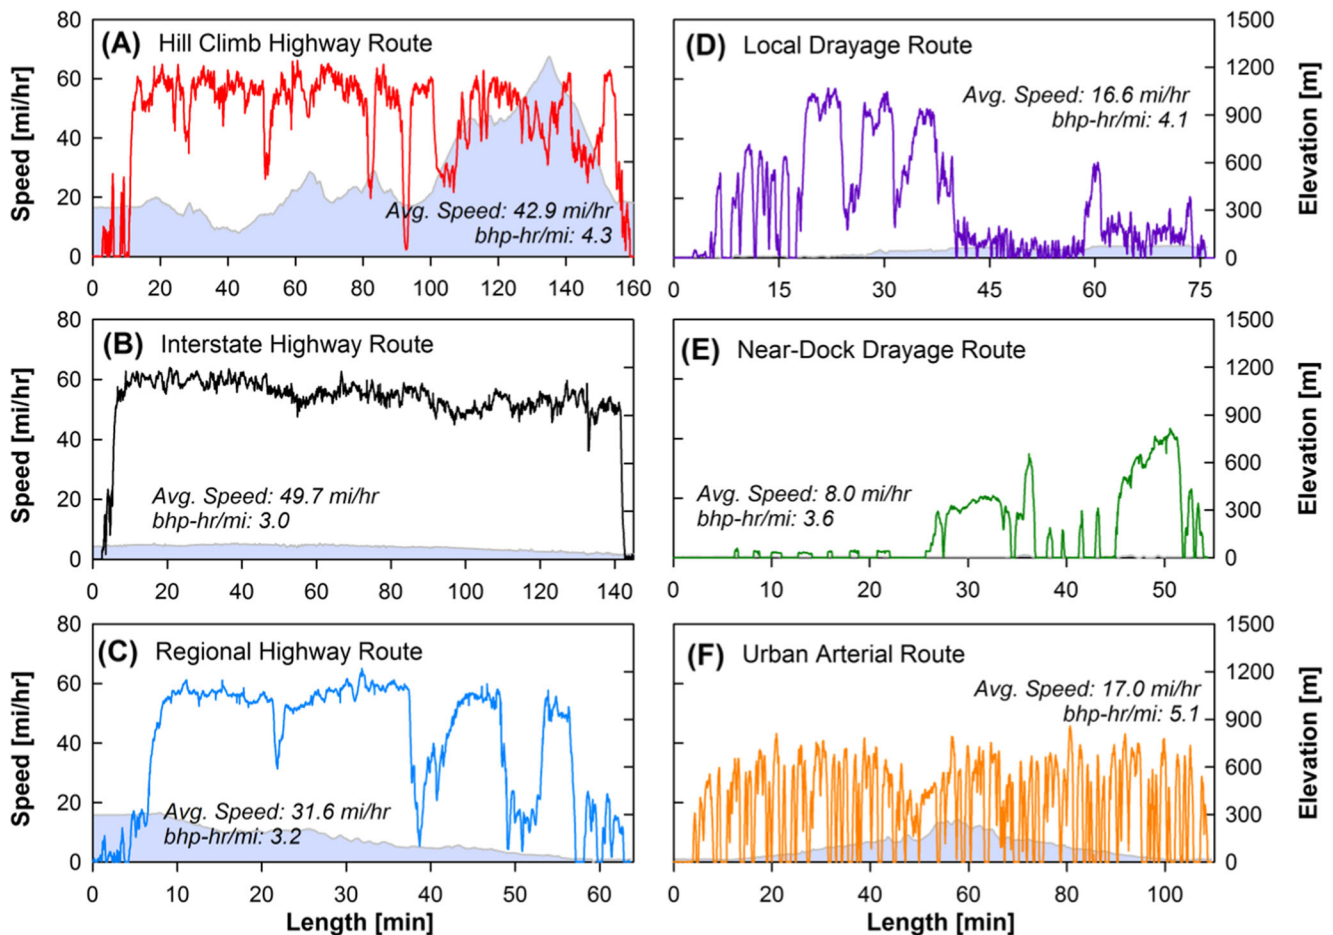 (A) Hill Climb Highway Route
Speed [mi/hr]
80
60
40
20
0
Avg. Speed: 42.9 mi/hr
bhp-hr/mi: 4.3
0 20 40 60 80 100 120 140 160
(D) Local Drayage Route
Avg. Speed: 16.6 mi/hr
bhp-hr/mi: 4.1
1500
1200
900
600
300
0
Elevation [m]
0 15 30 45 60 75
(B) Interstate Highway Route
Speed [mi/hr]
80
60
40
20
0
Avg. Speed: 49.7 mi/hr
bhp-hr/mi: 3.0
0 20 40 60 80 100 120 140
(E) Near-Dock Drayage Route
Avg. Speed: 8.0 mi/hr
bhp-hr/mi: 3.6
1500
1200
900
600
300
0
Elevation [m]
0 10 20 30 40 50
(C) Regional Highway Route
Speed [mi/hr]
80
60
40
20
0
Avg. Speed: 31.6 mi/hr
bhp-hr/mi: 3.2
0 10 20 30 40 50 60
Length [min]
(F) Urban Arterial Route
Avg. Speed: 17.0 mi/hr
bhp-hr/mi: 5.1
1500
1200
900
600
300
0
Elevation [m]
0 20 40 60 80 100
Length [min]